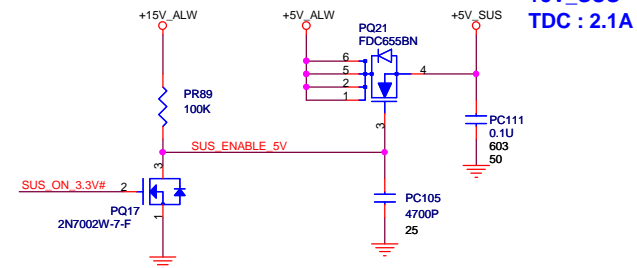 +15V_ALW
+5V_ALW
+5V_SUS
TDC : 2.1A
PQ21
FDC655BN
6
5
2
1
4
3
PR89
100K
PC111
0.1U
603
50
SUS_ENABLE_5V
3
SUS_ON_3.3V#
2
1
PQ17
2N7002W-7-F
PC105
4700P
25